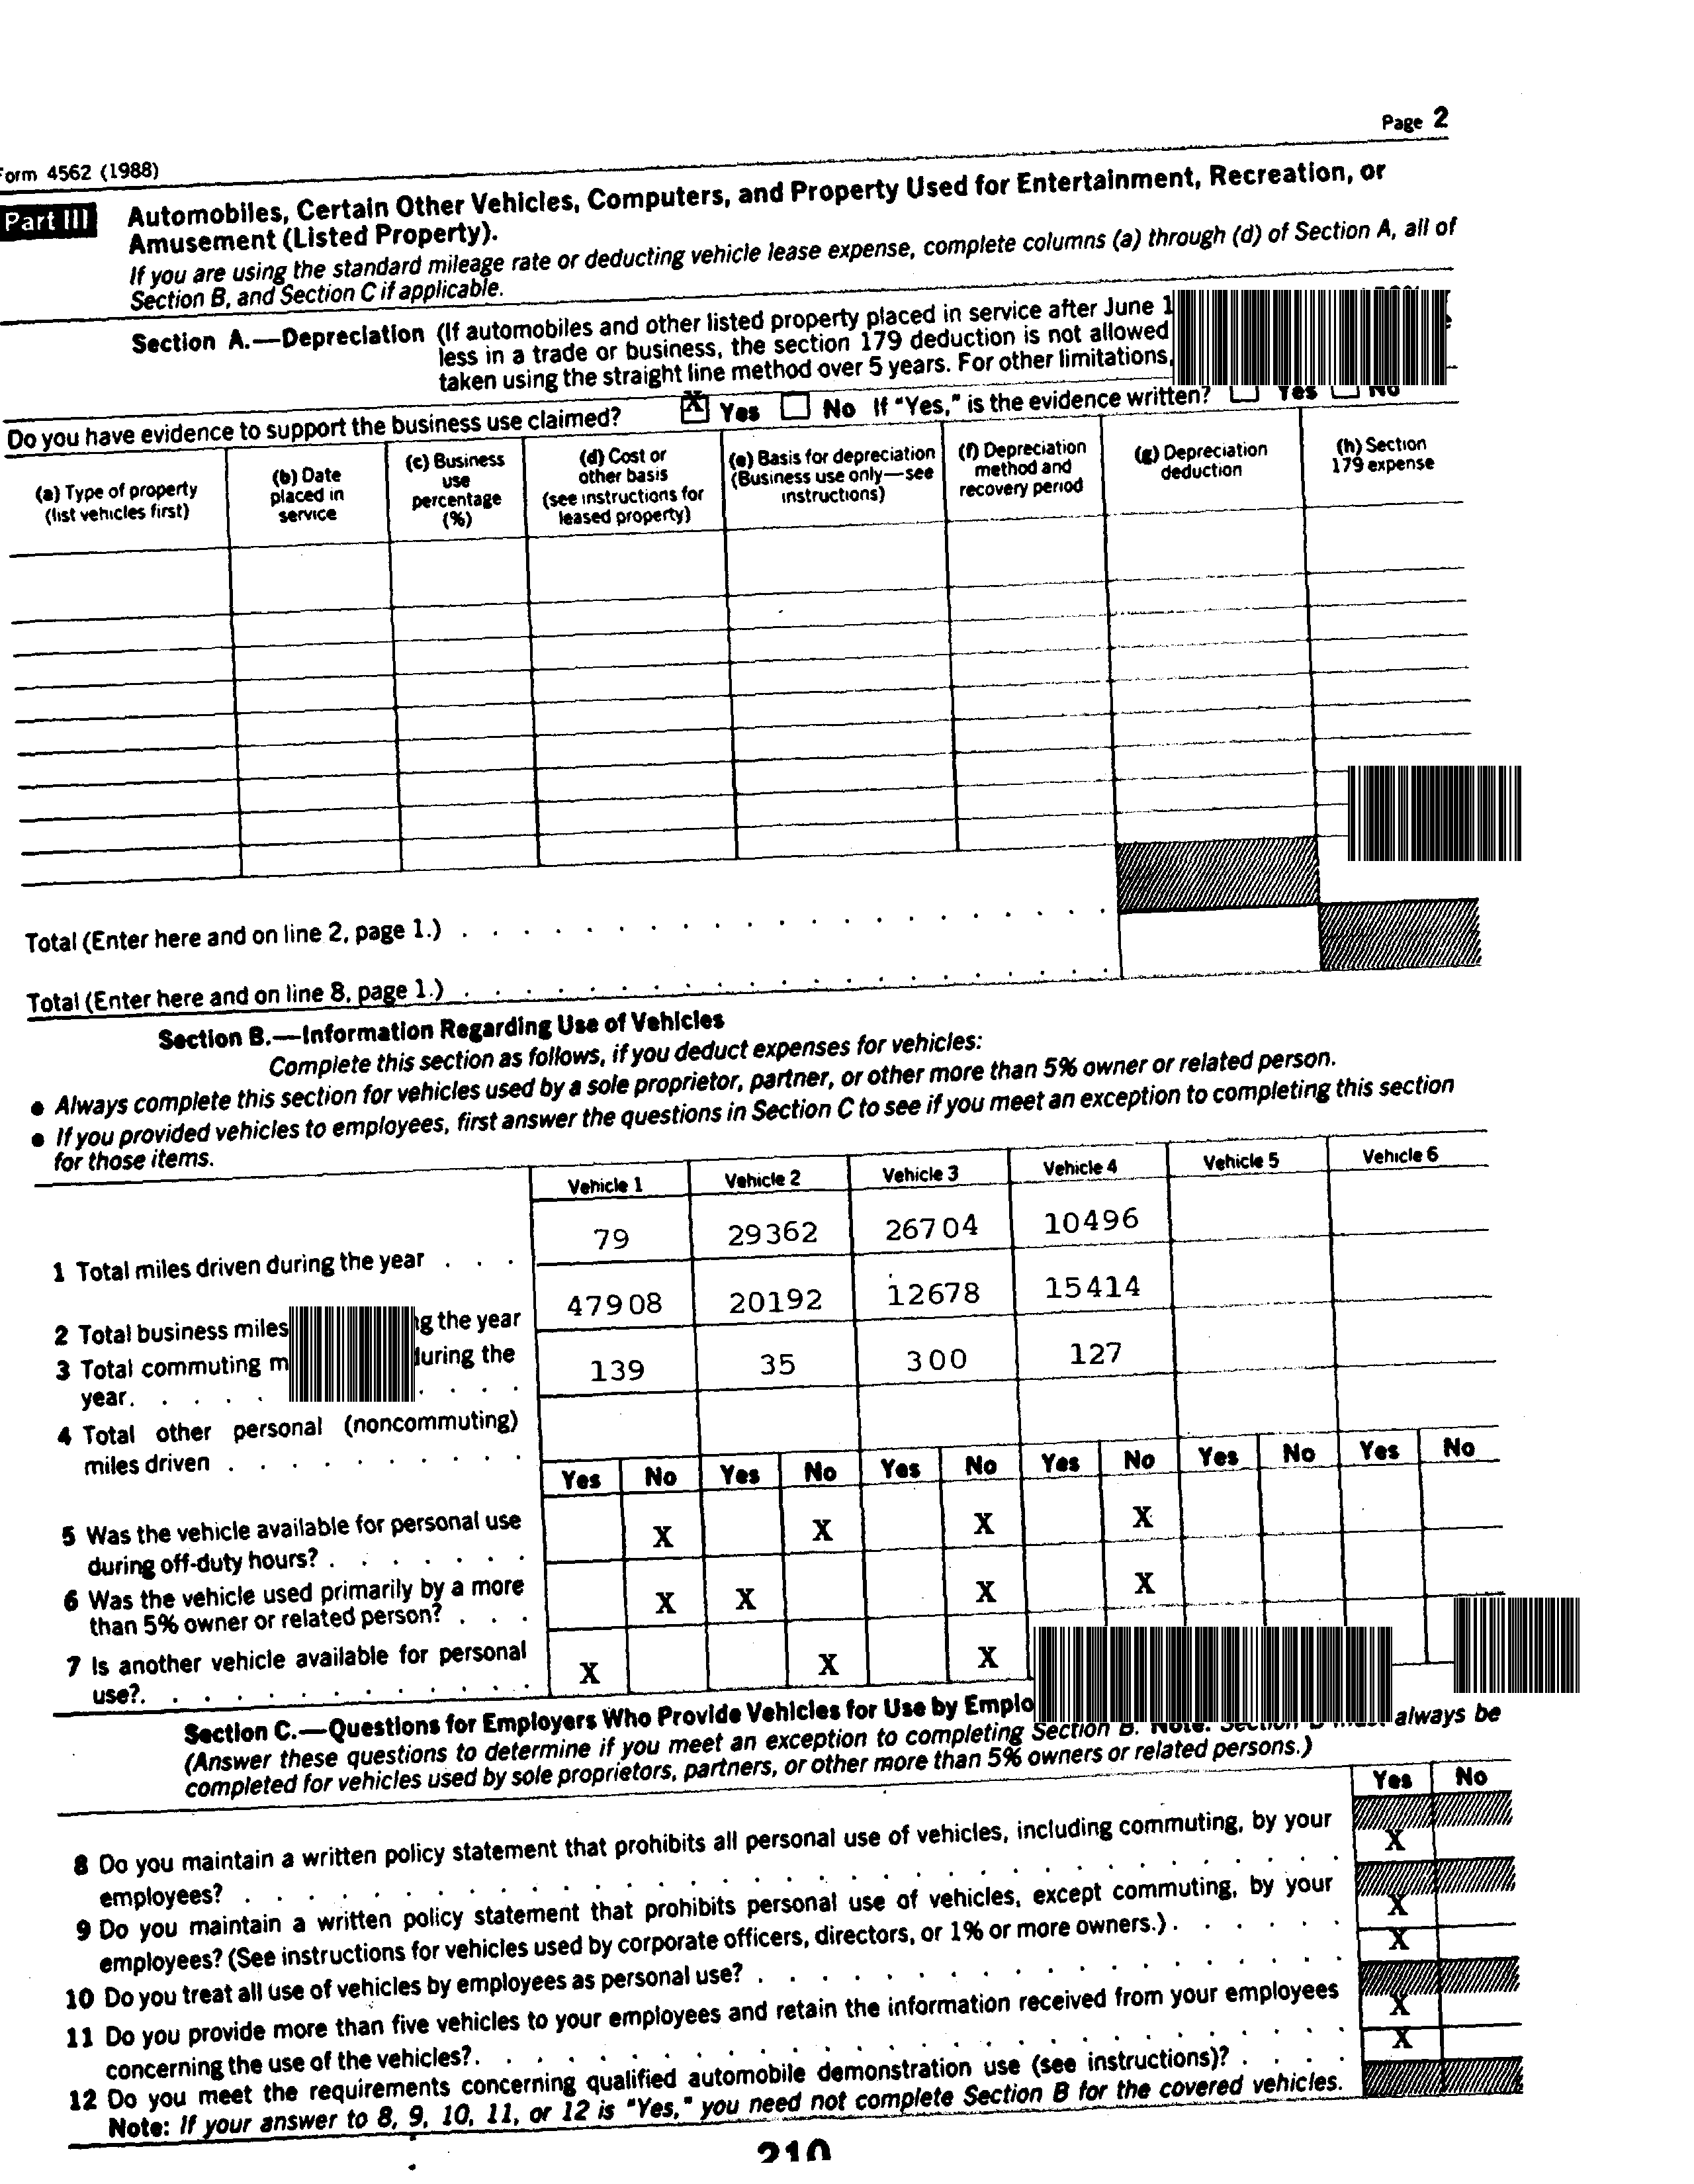 Page 2
Form 4562 (1988)
Part III Automobiles, Certain Other Vehicles, Computers, and Property Used for Entertainment, Recreation, or
Amusement (Listed Property).
If you are using the standard mileage rate or deducting vehicle lease expense, complete columns (a) through (d) of Section A, all of
Section B, and Section C if applicable.
Section A.—Depreciation (If automobiles and other listed property placed in service after June 1
less in a trade or business, the section 179 deduction is not allowed
taken using the straight line method over 5 years. For other limitations,
Do you have evidence to support the business use claimed? X Yes No If "Yes," is the evidence written? Yes No
(a) Type of property
(list vehicles first)
(b) Date
placed in
service
(c) Business
use
percentage
(%)
(d) Cost or
other basis
(see instructions for
leased property)
(e) Basis for depreciation
(Business use only—see
instructions)
(f) Depreciation
method and
recovery period
(g) Depreciation
deduction
(h) Section
179 expense
Total (Enter here and on line 2, page 1.) . . . . . . . . . . . . . . . . . . . . .
Total (Enter here and on line 8, page 1.) . . . . . . . . . . . . . . . . . . . . .
Section B.—Information Regarding Use of Vehicles
Complete this section as follows, if you deduct expenses for vehicles:
● Always complete this section for vehicles used by a sole proprietor, partner, or other more than 5% owner or related person.
● If you provided vehicles to employees, first answer the questions in Section C to see if you meet an exception to completing this section
for those items.
Vehicle 1 Vehicle 2 Vehicle 3 Vehicle 4 Vehicle 5 Vehicle 6
1 Total miles driven during the year . . . 79 29362 26704 10496
2 Total business miles g the year 47908 20192 12678 15414
3 Total commuting m during the
year. . . . . . . . . 139 35 300 127
4 Total other personal (noncommuting)
miles driven . . . . . . . . . .
Yes No Yes No Yes No Yes No Yes No Yes No
5 Was the vehicle available for personal use
during off-duty hours? . . . . . . . X X X X
6 Was the vehicle used primarily by a more
than 5% owner or related person? . . . X X X X
7 Is another vehicle available for personal
use?. . . . . . . . . . . . . X X X
Section C.—Questions for Employers Who Provide Vehicles for Use by Emplo
(Answer these questions to determine if you meet an exception to completing Section B. Note: Section B must always be
completed for vehicles used by sole proprietors, partners, or other more than 5% owners or related persons.)
Yes No
8 Do you maintain a written policy statement that prohibits all personal use of vehicles, including commuting, by your
employees? . . . . . . . . . . . . . . . . . . . . . X
9 Do you maintain a written policy statement that prohibits personal use of vehicles, except commuting, by your
employees? (See instructions for vehicles used by corporate officers, directors, or 1% or more owners.) . . . . . . X
10 Do you treat all use of vehicles by employees as personal use? . . . . . . . . . . . . . . . . . . X
11 Do you provide more than five vehicles to your employees and retain the information received from your employees
concerning the use of the vehicles?. . . . . . . . . . . . . . . . . . . . . X
12 Do you meet the requirements concerning qualified automobile demonstration use (see instructions)? . . . . X
Note: If your answer to 8, 9, 10, 11, or 12 is "Yes," you need not complete Section B for the covered vehicles.
210